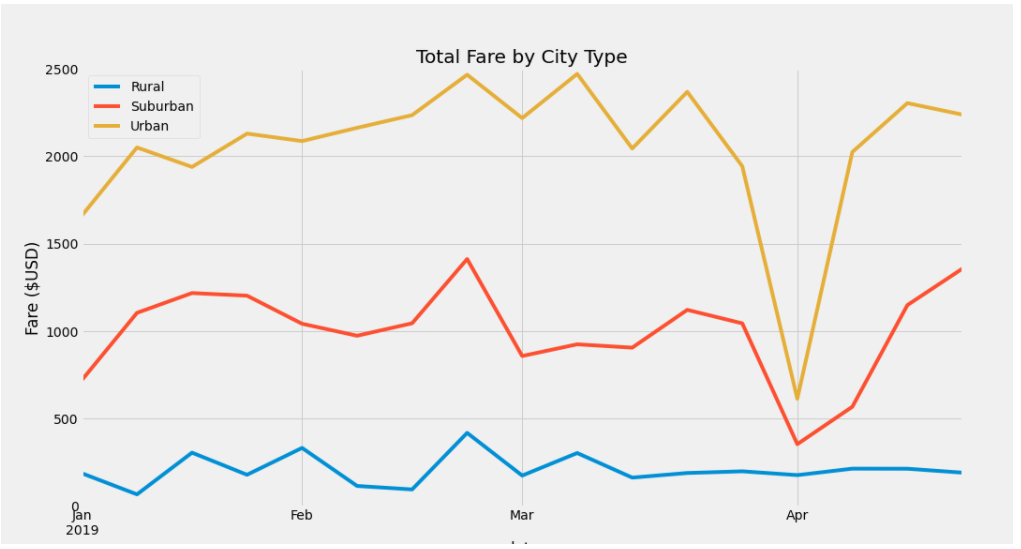 Total Fare by City Type
2500
Rural
Suburban
Urban
2000
1500
Fare ($USD)
1000
500
0
Jan
2019
Feb
Mar
Apr